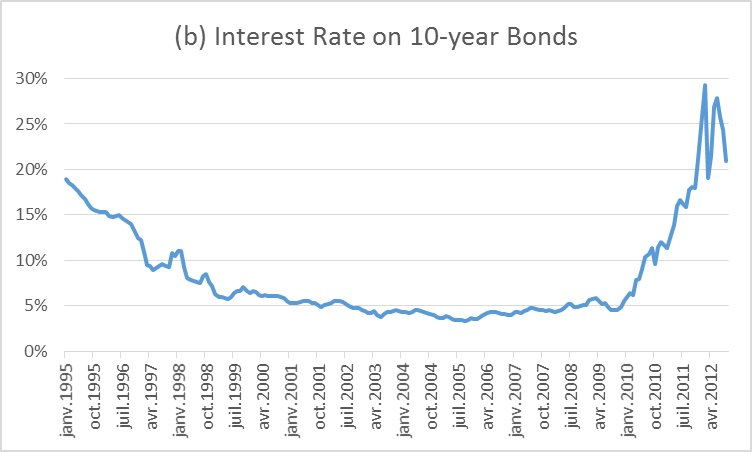 (b) Interest Rate on 10-year Bonds
30%
25%
20%
15%
10%
5%
0%
janv.1995
oct.1995
juil.1996
avr.1997
janv.1998
oct.1998
juil.1999
avr.2000
janv.2001
oct.2001
juil.2002
avr.2003
janv.2004
oct.2004
juil.2005
avr.2006
janv.2007
oct.2007
juil.2008
avr.2009
janv.2010
oct.2010
juil.2011
avr.2012